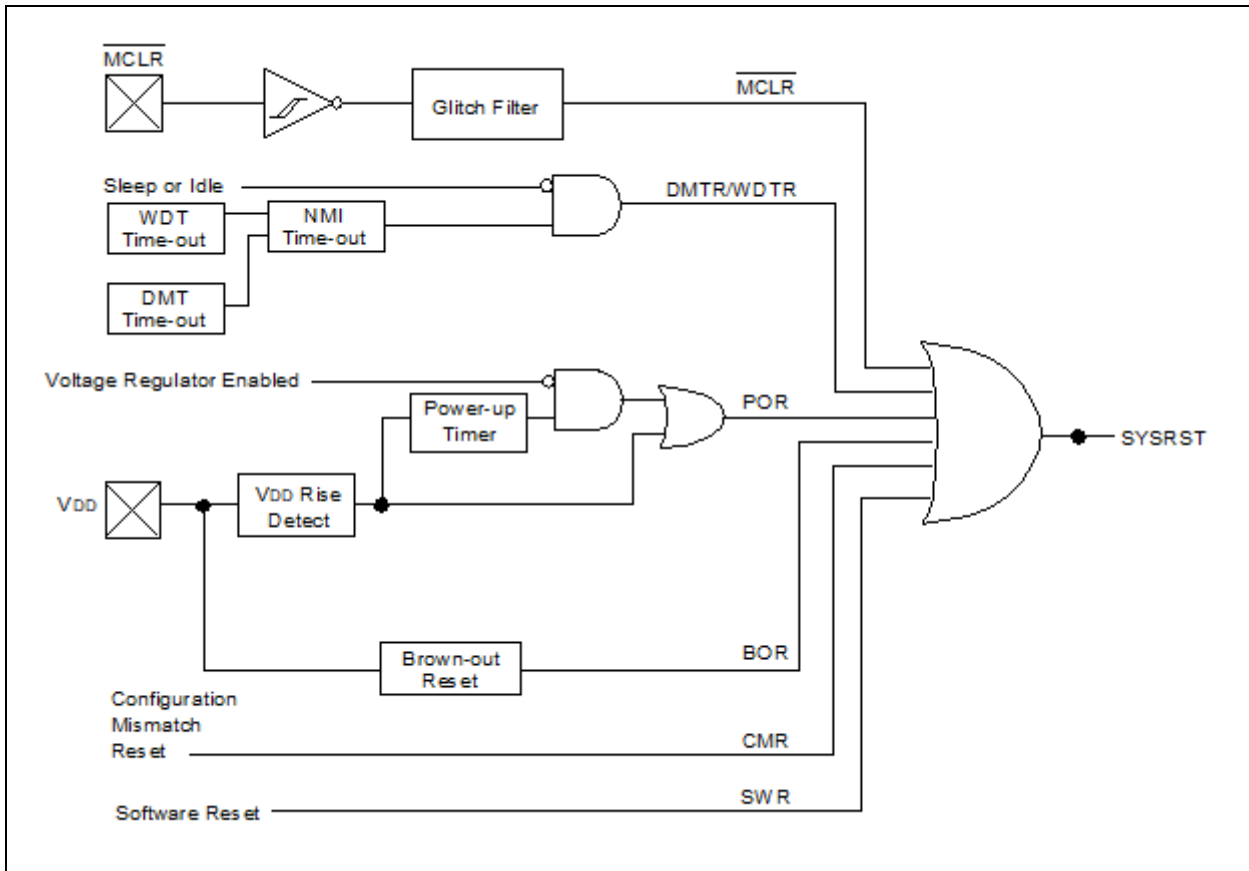 MCLR
Glitch Filter
MCLR
Sleep or Idle
WDT
Time-out
NMI
Time-out
DMTR/WDTR
DMT
Time-out
Voltage Regulator Enabled
Power-up
Timer
POR
SYSRST
VDD
VDD Rise
Detect
Brown-out
Reset
BOR
Configuration
Mismatch
Reset
CMR
Software Reset
SWR